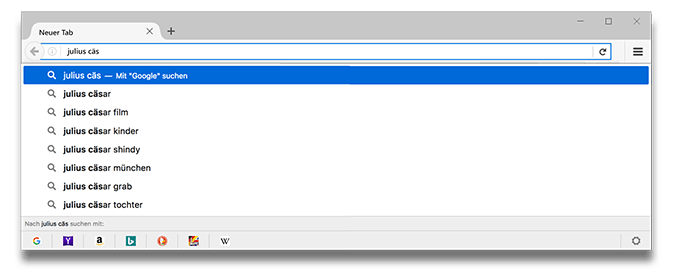 Neuer Tab
julius cäs
julius cäs — Mit "Google" suchen
julius cäsar
julius cäsar film
julius cäsar kinder
julius cäsar shindy
julius cäsar münchen
julius cäsar grab
julius cäsar tochter
Nach julius cäs suchen mit:
G Y a b W